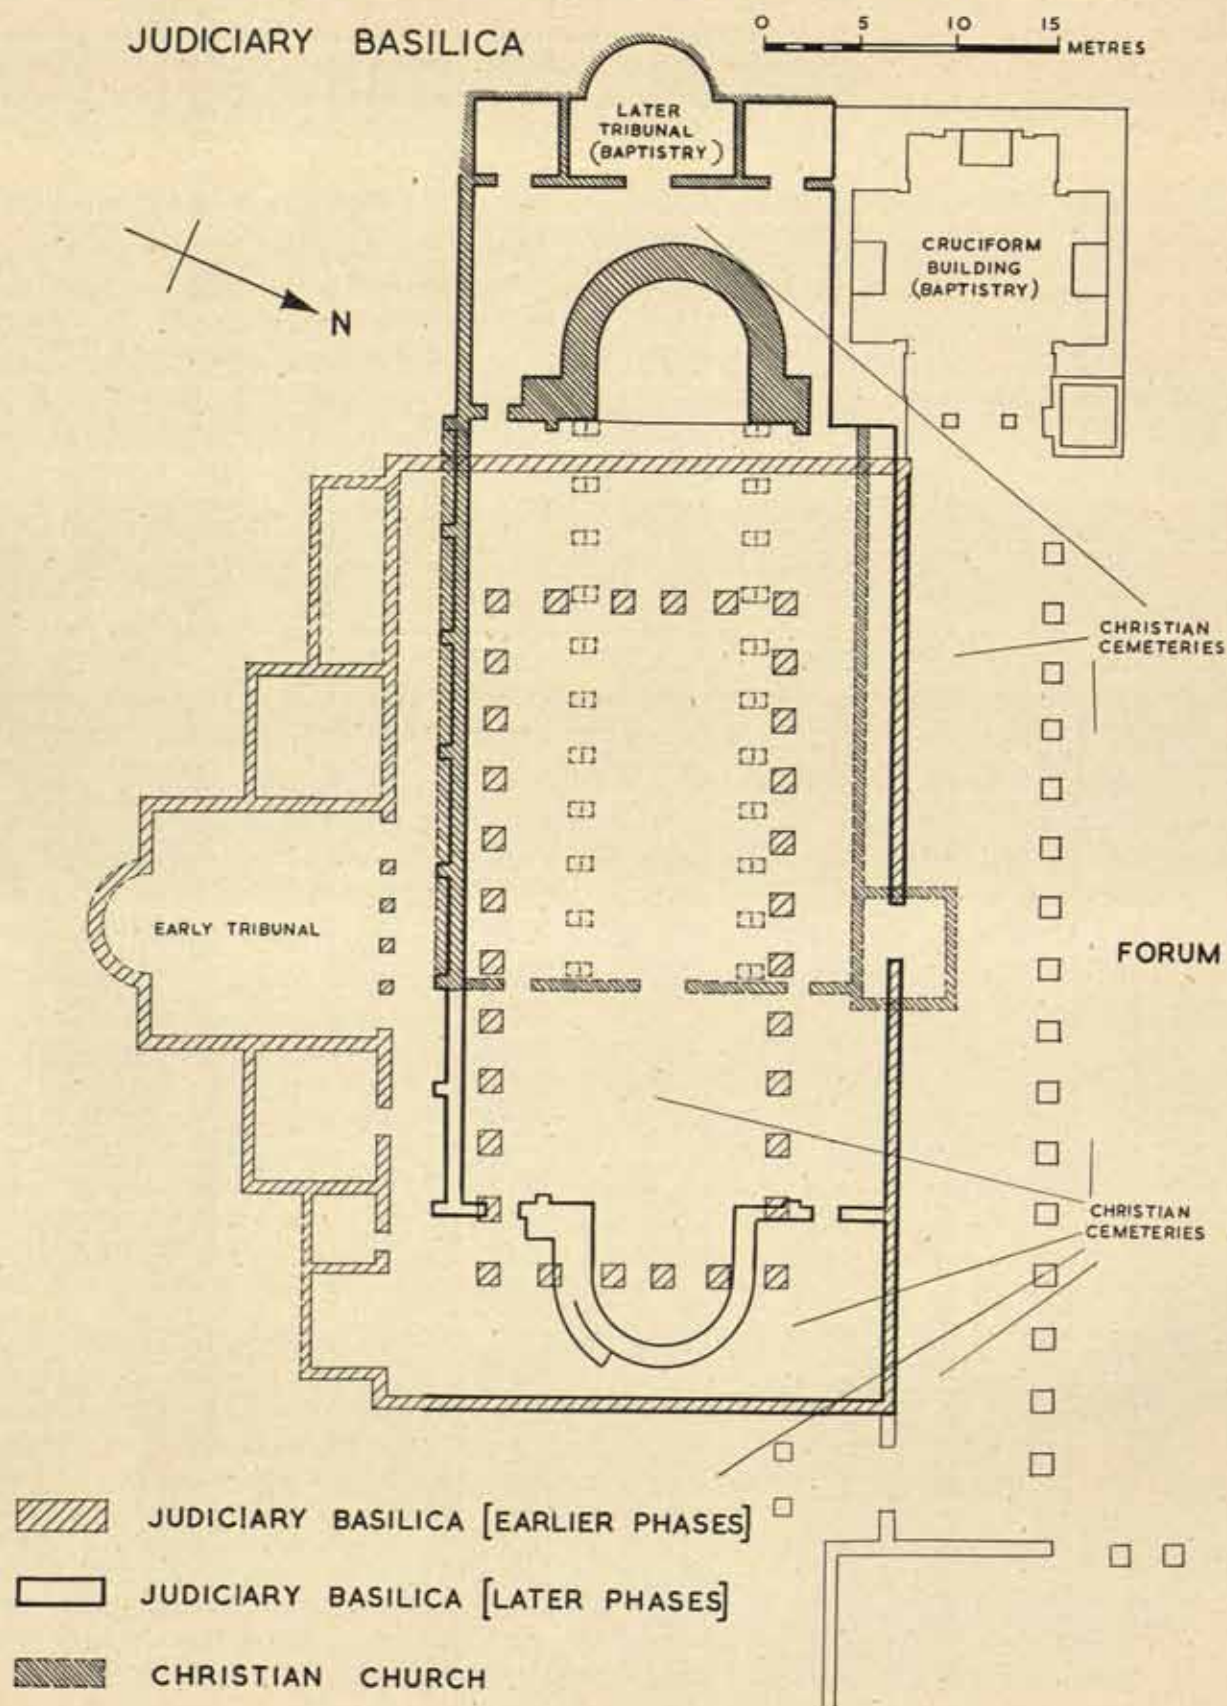 JUDICIARY BASILICA
0 5 10 15
METRES
LATER
TRIBUNAL
(BAPTISTRY)
N
CRUCIFORM
BUILDING
(BAPTISTRY)
CHRISTIAN
CEMETERIES
EARLY TRIBUNAL
FORUM
CHRISTIAN
CEMETERIES
JUDICIARY BASILICA [EARLIER PHASES]
JUDICIARY BASILICA [LATER PHASES]
CHRISTIAN CHURCH